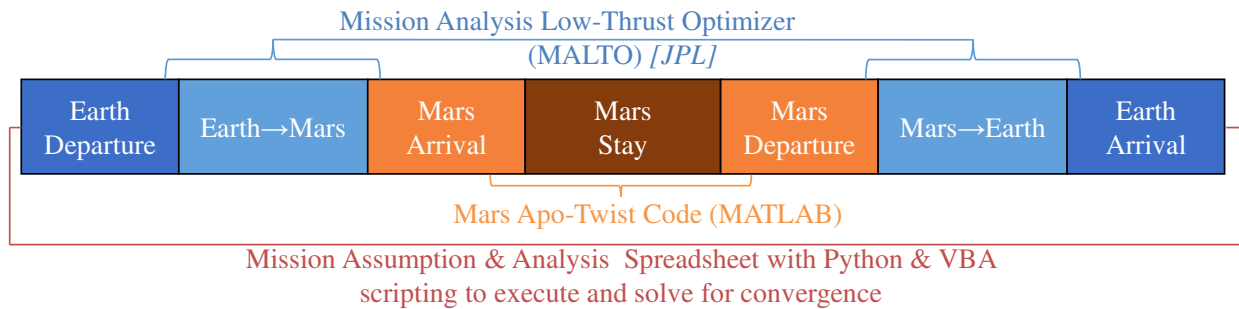 Mission Analysis Low-Thrust Optimizer
(MALTO) [JPL]
Earth
Departure
Earth→Mars
Mars
Arrival
Mars
Stay
Mars
Departure
Mars→Earth
Earth
Arrival
Mars Apo-Twist Code (MATLAB)
Mission Assumption & Analysis Spreadsheet with Python & VBA
scripting to execute and solve for convergence